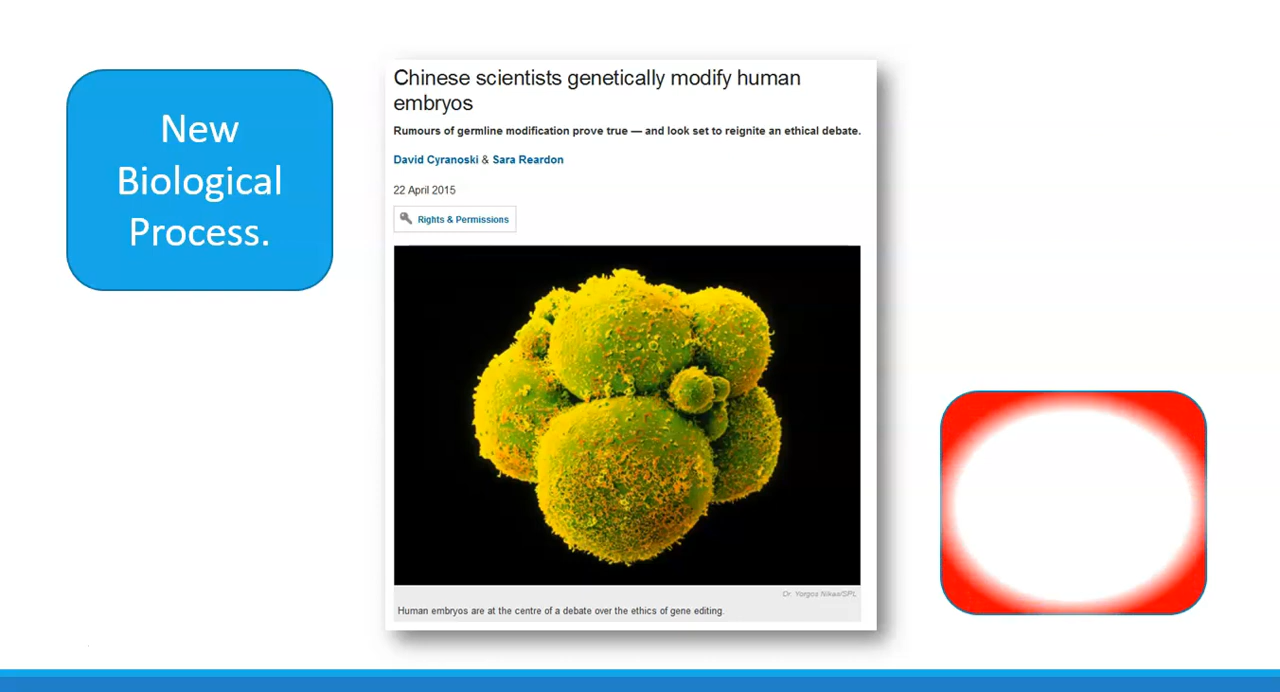 New
Biological
Process.
Chinese scientists genetically modify human
embryos
Rumours of germline modification prove true — and look set to reignite an ethical debate.
David Cyranoski & Sara Reardon
22 April 2015
Rights & Permissions
Dr. Yorgos Nikas/SPL
Human embryos are at the centre of a debate over the ethics of gene editing.